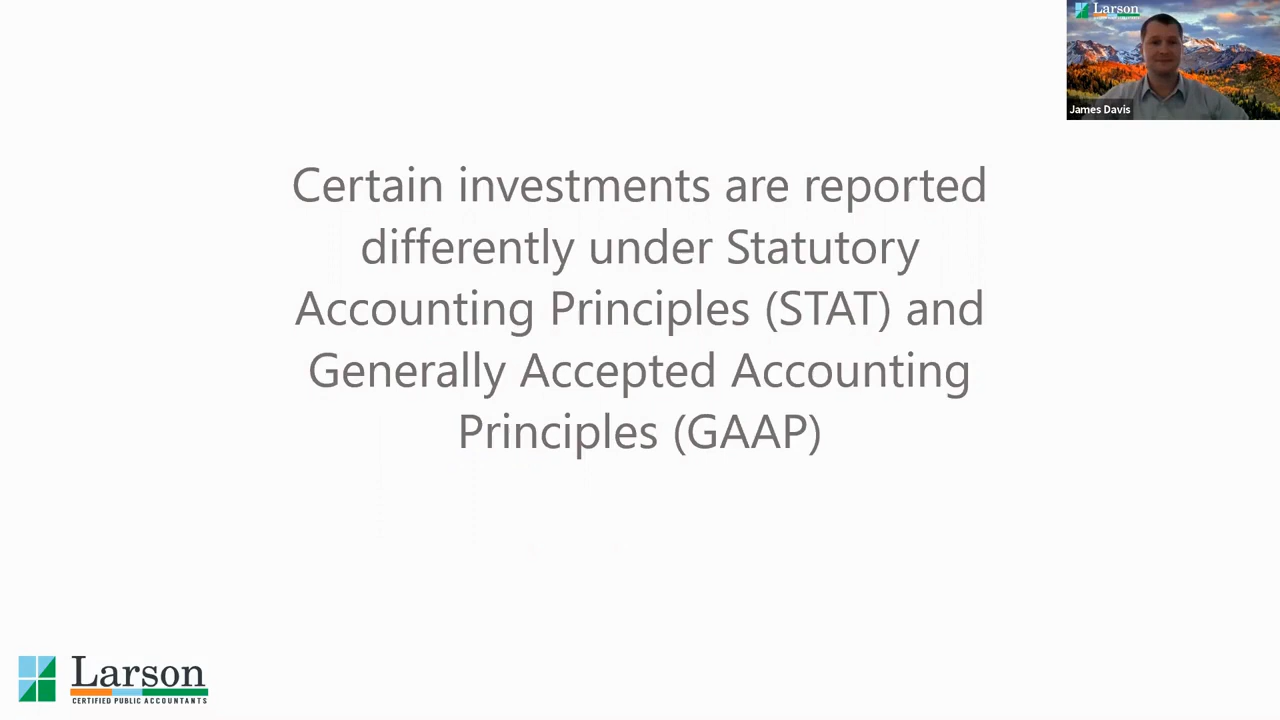 Larson
James Davis
Certain investments are reported
differently under Statutory
Accounting Principles (STAT) and
Generally Accepted Accounting
Principles (GAAP)
Larson
CERTIFIED PUBLIC ACCOUNTANTS